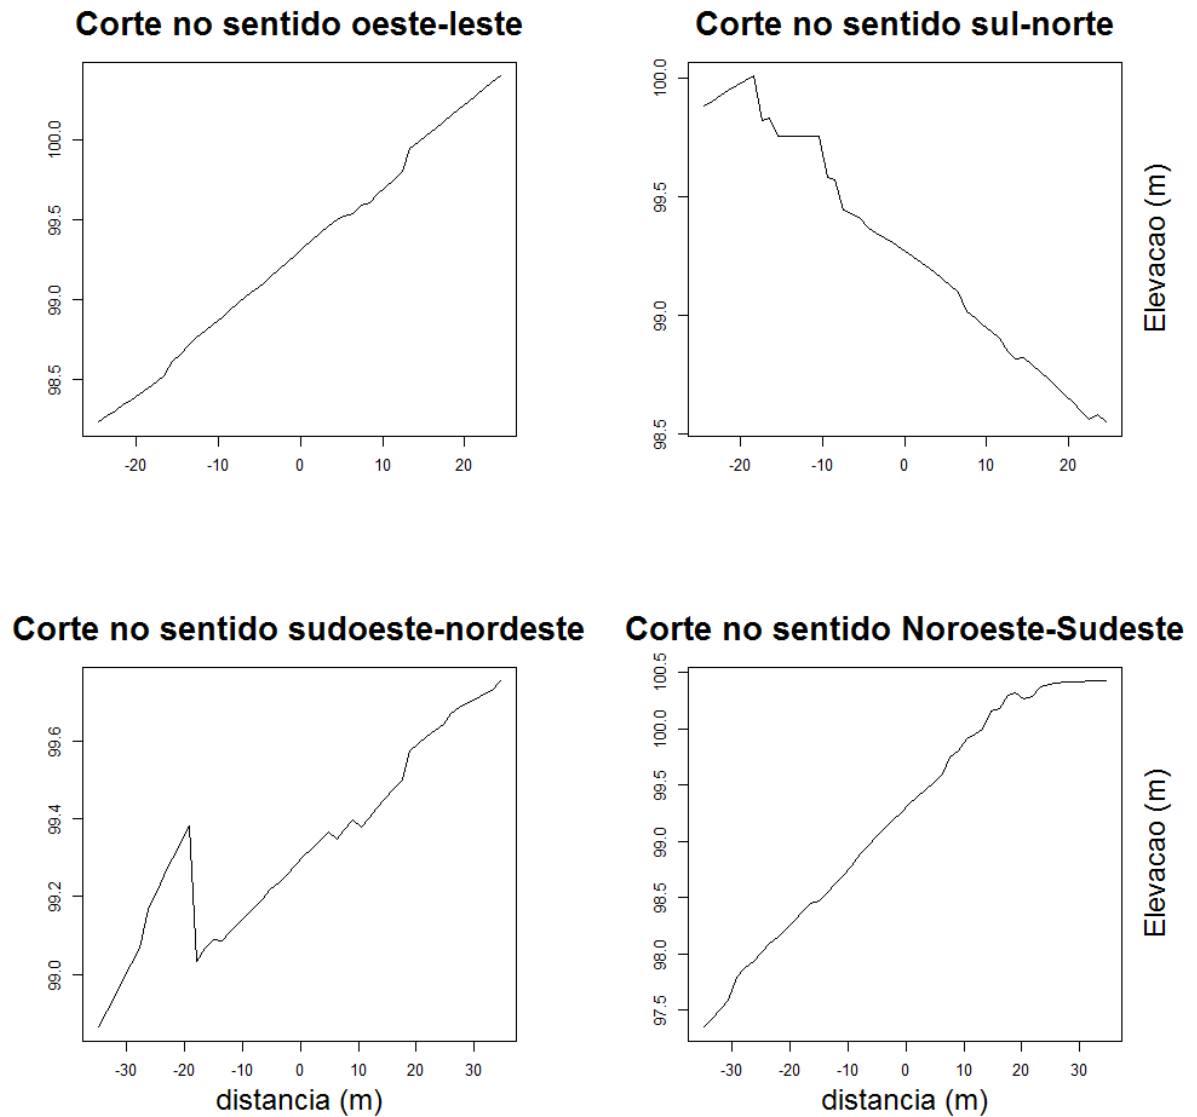 Corte no sentido oeste-leste
100.0
99.5
99.0
98.5
-20 -10 0 10 20
Corte no sentido sul-norte
100.0
99.5
99.0
98.5
-20 -10 0 10 20
Elevacao (m)
Corte no sentido sudoeste-nordeste
99.6
99.4
99.2
99.0
-30 -20 -10 0 10 20 30
distancia (m)
Corte no sentido Noroeste-Sudeste
100.5
100.0
99.5
99.0
98.5
98.0
97.5
-30 -20 -10 0 10 20 30
distancia (m)
Elevacao (m)